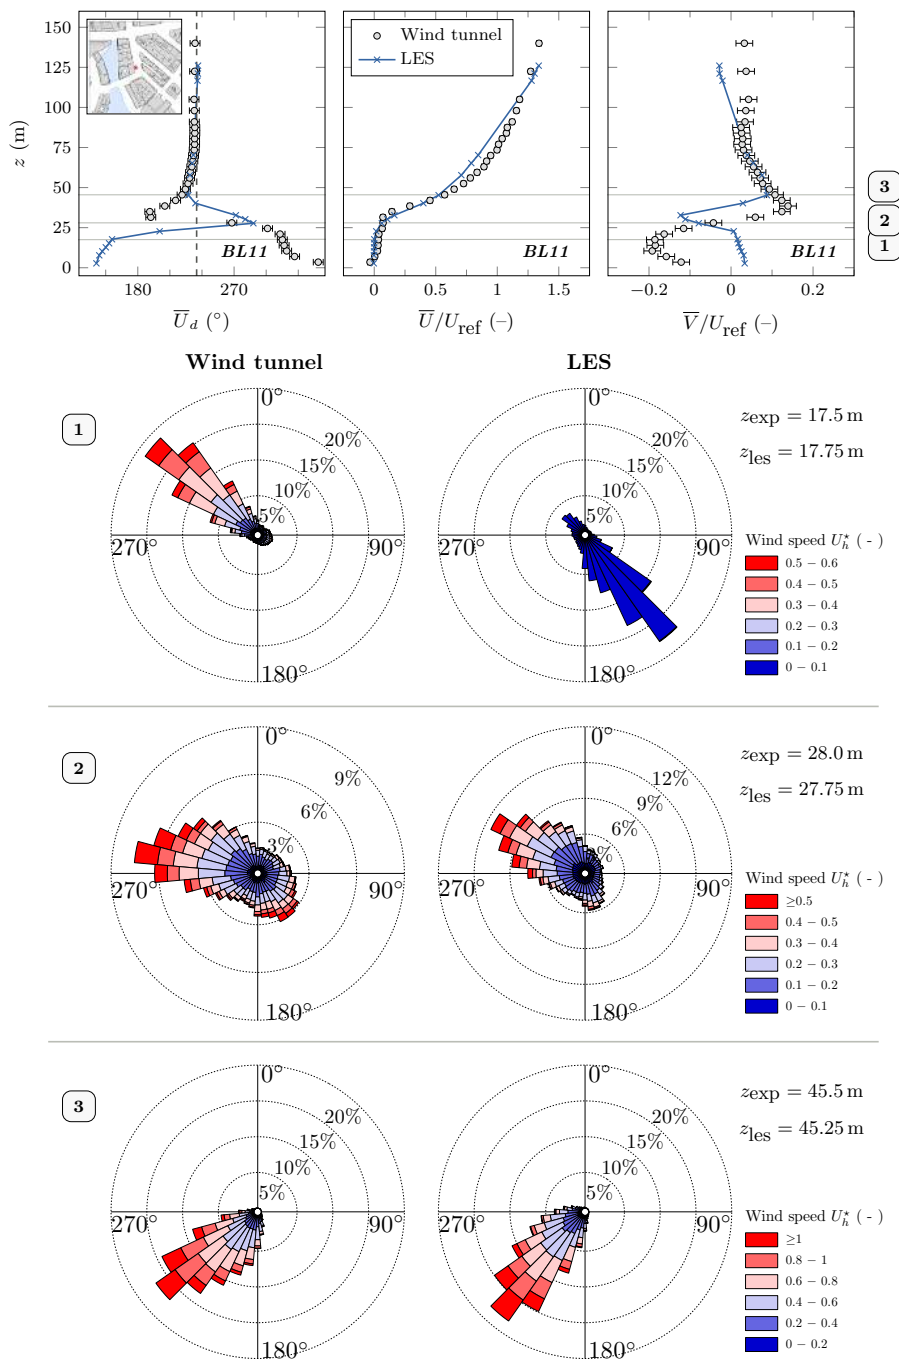 150
125
100
75
50
25
0
z (m)
BL11
180 270
U̅_d (°)
Wind tunnel
LES
BL11
0 0.5 1 1.5
U̅/U_ref (–)
BL11
−0.2 0 0.2
V̅/U_ref (–)
3
2
1
Wind tunnel LES
1
0°
20%
15%
10%
5%
270° 90°
180°
0°
20%
15%
10%
5%
270° 90°
180°
z_exp = 17.5 m
z_les = 17.75 m
Wind speed U_h^⋆ ( - )
0.5 – 0.6
0.4 – 0.5
0.3 – 0.4
0.2 – 0.3
0.1 – 0.2
0 – 0.1
2
0°
9%
6%
3%
270° 90°
180°
0°
12%
9%
6%
3%
270° 90°
180°
z_exp = 28.0 m
z_les = 27.75 m
Wind speed U_h^⋆ ( - )
≥0.5
0.4 – 0.5
0.3 – 0.4
0.2 – 0.3
0.1 – 0.2
0 – 0.1
3
0°
20%
15%
10%
5%
270° 90°
180°
0°
20%
15%
10%
5%
270° 90°
180°
z_exp = 45.5 m
z_les = 45.25 m
Wind speed U_h^⋆ ( - )
≥1
0.8 – 1
0.6 – 0.8
0.4 – 0.6
0.2 – 0.4
0 – 0.2